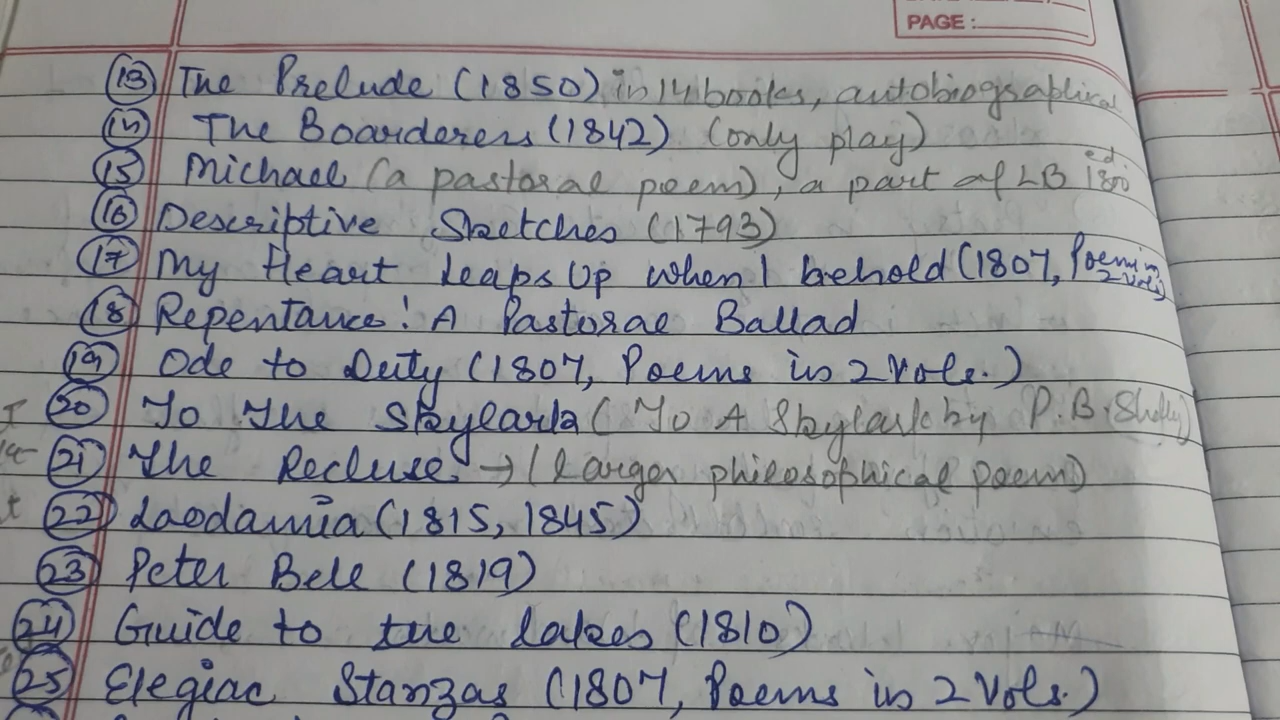 PAGE :
13 The Prelude (1850) in 14 books, autobiographical
14 The Boarderers (1842) (only play)
15 Michael (a pastoral poem), a part of LB 1800 ed.
16 Descriptive Sketches (1793)
17 My Heart Leaps Up when I behold (1807, Poems in 2 Vols)
18 Repentance: A Pastoral Ballad
19 Ode to Duty (1807, Poems in 2 Vols.)
20 To The Skylark (To A Skylark by P.B. Shelly)
21 The Recluse → (larger philosophical poem)
22 Laodamia (1815, 1845)
23 Peter Bell (1819)
24 Guide to the Lakes (1810)
25 Elegiac Stanzas (1807, Poems in 2 Vols.)